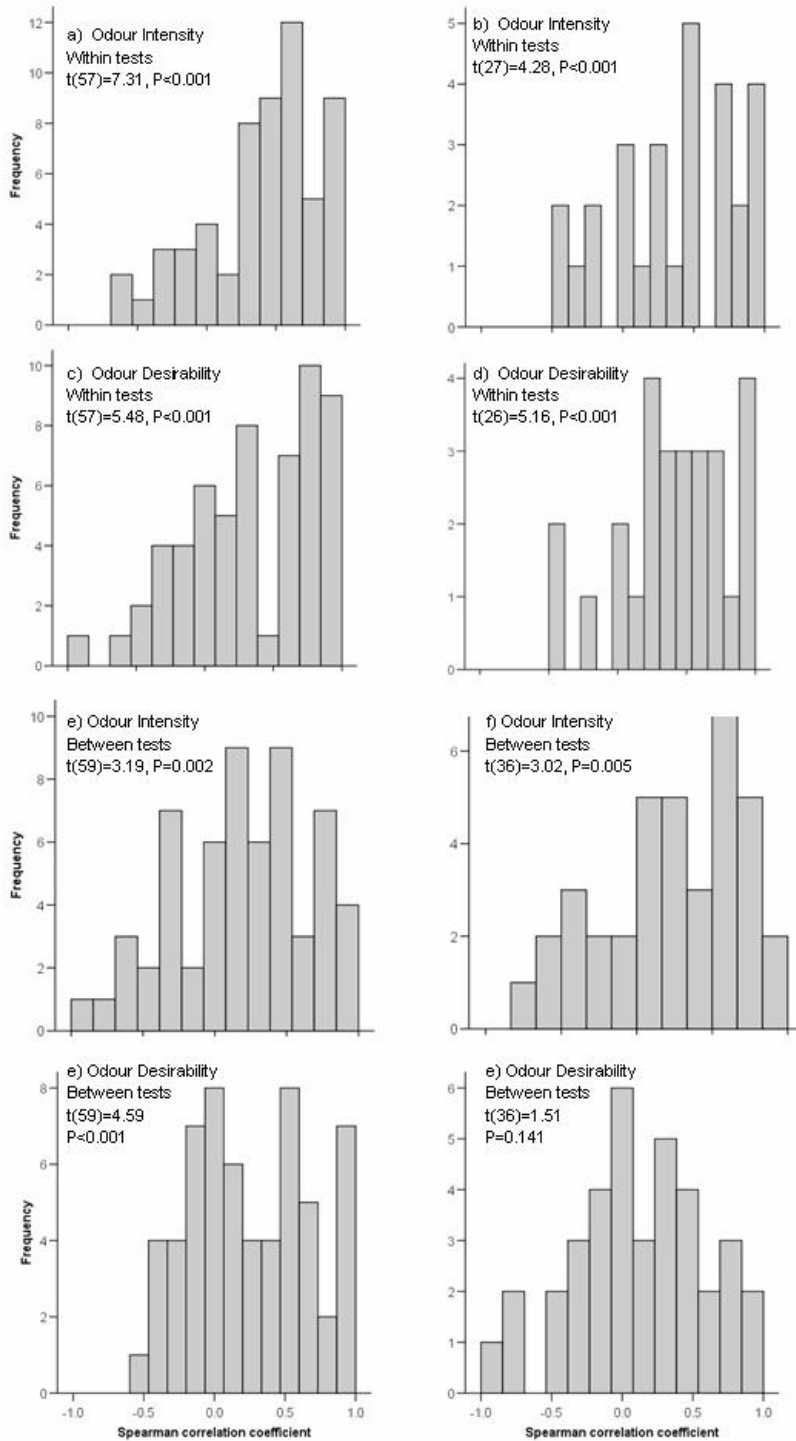 a) Odour Intensity
Within tests
t(57)=7.31, P<0.001
12
10
8
6
4
2
0
Frequency
b) Odour Intensity
Within tests
t(27)=4.28, P<0.001
5
4
3
2
1
0
c) Odour Desirability
Within tests
t(57)=5.48, P<0.001
10
8
6
4
2
0
Frequency
d) Odour Desirability
Within tests
t(26)=5.16, P<0.001
4
3
2
1
0
e) Odour Intensity
Between tests
t(59)=3.19, P=0.002
10
8
6
4
2
0
Frequency
f) Odour Intensity
Between tests
t(36)=3.02, P=0.005
6
4
2
0
e) Odour Desirability
Between tests
t(59)=4.59
P<0.001
8
6
4
2
0
Frequency
-1.0 -0.5 0.0 0.5 1.0
Spearman correlation coefficient
e) Odour Desirability
Between tests
t(36)=1.51
P=0.141
6
5
4
3
2
1
0
-1.0 -0.5 0.0 0.5 1.0
Spearman correlation coefficient